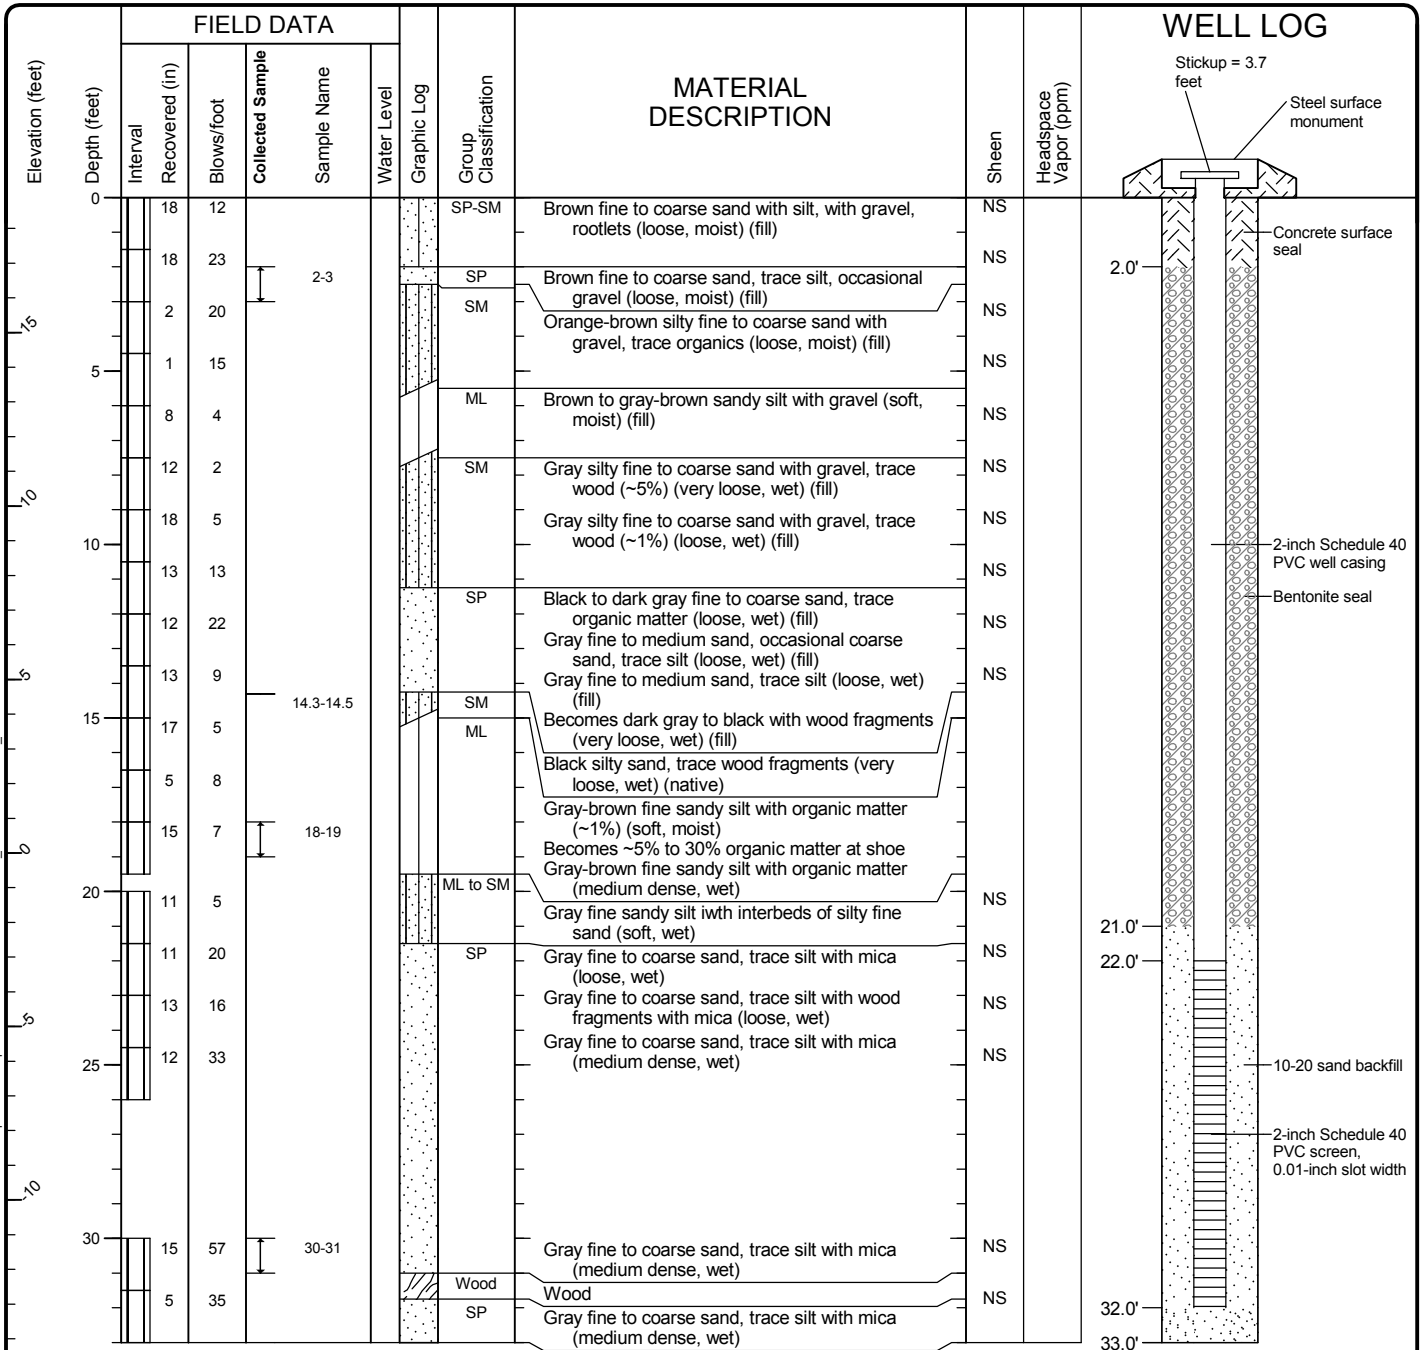 FIELD DATA
WELL LOG
Elevation (feet)
Depth (feet)
Interval
Recovered (in)
Blows/foot
Collected Sample
Sample Name
Water Level
Graphic Log
Group
Classification
MATERIAL
DESCRIPTION
Sheen
Headspace
Vapor (ppm)
Stickup = 3.7
feet
Steel surface
monument
0
18 12
SP-SM
Brown fine to coarse sand with silt, with gravel,
rootlets (loose, moist) (fill)
NS
Concrete surface
seal
18 23
NS
2.0'
2-3
SP
Brown fine to coarse sand, trace silt, occasional
gravel (loose, moist) (fill)
2 20
SM
NS
15
Orange-brown silty fine to coarse sand with
gravel, trace organics (loose, moist) (fill)
1 15
NS
5
ML
Brown to gray-brown sandy silt with gravel (soft,
moist) (fill)
8 4
NS
12 2
SM
Gray silty fine to coarse sand with gravel, trace
wood (~5%) (very loose, wet) (fill)
NS
10
18 5
Gray silty fine to coarse sand with gravel, trace
wood (~1%) (loose, wet) (fill)
NS
10
2-inch Schedule 40
PVC well casing
13 13
NS
SP
Black to dark gray fine to coarse sand, trace
organic matter (loose, wet) (fill)
Bentonite seal
12 22
NS
Gray fine to medium sand, occasional coarse
sand, trace silt (loose, wet) (fill)
13 9
NS
5
Gray fine to medium sand, trace silt (loose, wet)
(fill)
14.3-14.5
SM
15
17 5
ML
Becomes dark gray to black with wood fragments
(very loose, wet) (fill)
Black silty sand, trace wood fragments (very
loose, wet) (native)
5 8
Gray-brown fine sandy silt with organic matter
(~1%) (soft, moist)
15 7
18-19
0
Becomes ~5% to 30% organic matter at shoe
Gray-brown fine sandy silt with organic matter
(medium dense, wet)
20
ML to SM
11 5
NS
Gray fine sandy silt iwth interbeds of silty fine
sand (soft, wet)
21.0'
11 20
SP
Gray fine to coarse sand, trace silt with mica
(loose, wet)
NS
22.0'
13 16
Gray fine to coarse sand, trace silt with wood
fragments with mica (loose, wet)
NS
-5
12 33
Gray fine to coarse sand, trace silt with mica
(medium dense, wet)
NS
25
10-20 sand backfill
2-inch Schedule 40
PVC screen,
0.01-inch slot width
-10
30
15 57
30-31
Gray fine to coarse sand, trace silt with mica
(medium dense, wet)
NS
Wood
Wood
5 35
NS
SP
Gray fine to coarse sand, trace silt with mica
(medium dense, wet)
32.0'
33.0'